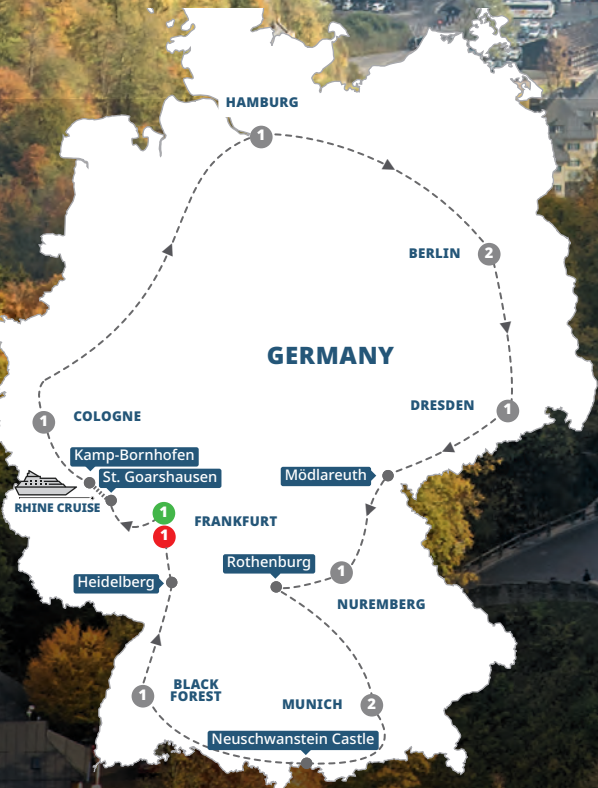 HAMBURG
1
BERLIN
2
GERMANY
DRESDEN
1
COLOGNE
1
Kamp-Bornhofen
St. Goarshausen
RHINE CRUISE
Mödlareuth
1
FRANKFURT
1
Rothenburg
1
NUREMBERG
Heidelberg
BLACK
FOREST
1
MUNICH
2
Neuschwanstein Castle